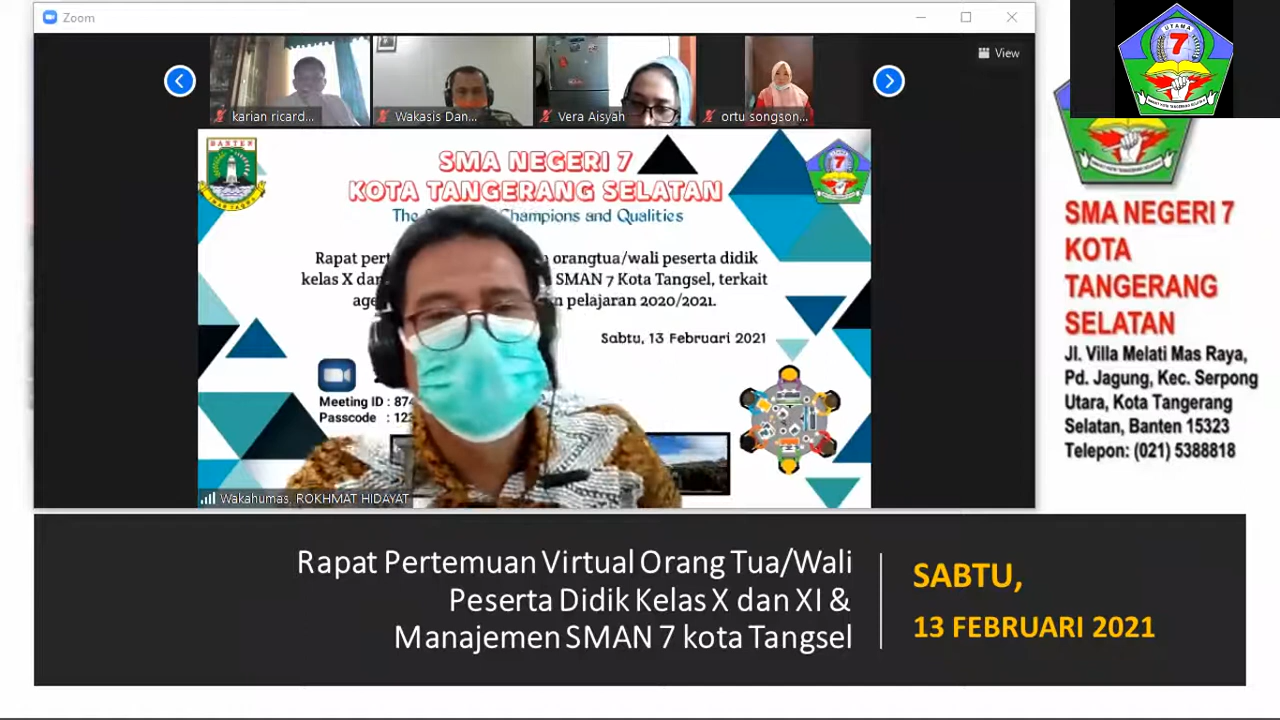 Zoom
View
karian ricard...
Wakasis Dan...
Vera Aisyah
ortu songson...
BANTEN
SMA NEGERI 7
KOTA TANGERANG SELATAN
The Champions and Qualities
Rapat orangtua/wali peserta didik
kelas X SMAN 7 Kota Tangsel, terkait
pelajaran 2020/2021.
Sabtu, 13 Februari 2021
Meeting ID : 874
Passcode : 123
Wakahumas, ROKHMAT HIDAYAT
UTAMA
7
SMA NEGERI 7
KOTA
TANGERANG
SELATAN
Jl. Villa Melati Mas Raya,
Pd. Jagung, Kec. Serpong
Utara, Kota Tangerang
Selatan, Banten 15323
Telepon: (021) 5388818
Rapat Pertemuan Virtual Orang Tua/Wali
Peserta Didik Kelas X dan XI &
Manajemen SMAN 7 kota Tangsel
SABTU,
13 FEBRUARI 2021